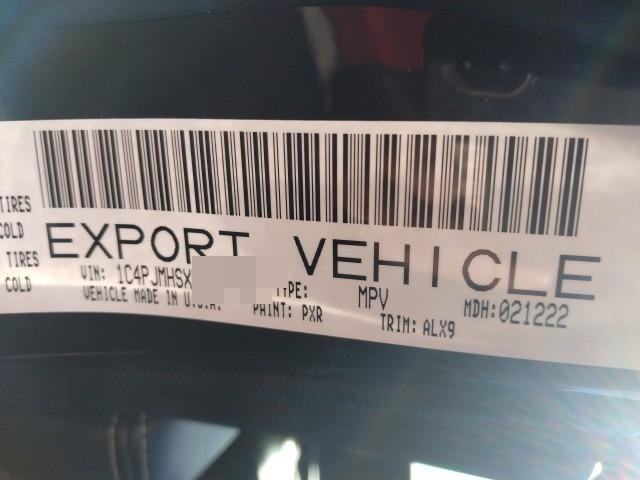 TIRES
COLD
TIRES
COLD
EXPORT VEHICLE
VIN: 1C4PJMHSX TYPE: MPV MDH:021222
VEHICLE MADE IN U.S.A. PAINT: PXR TRIM: ALX9